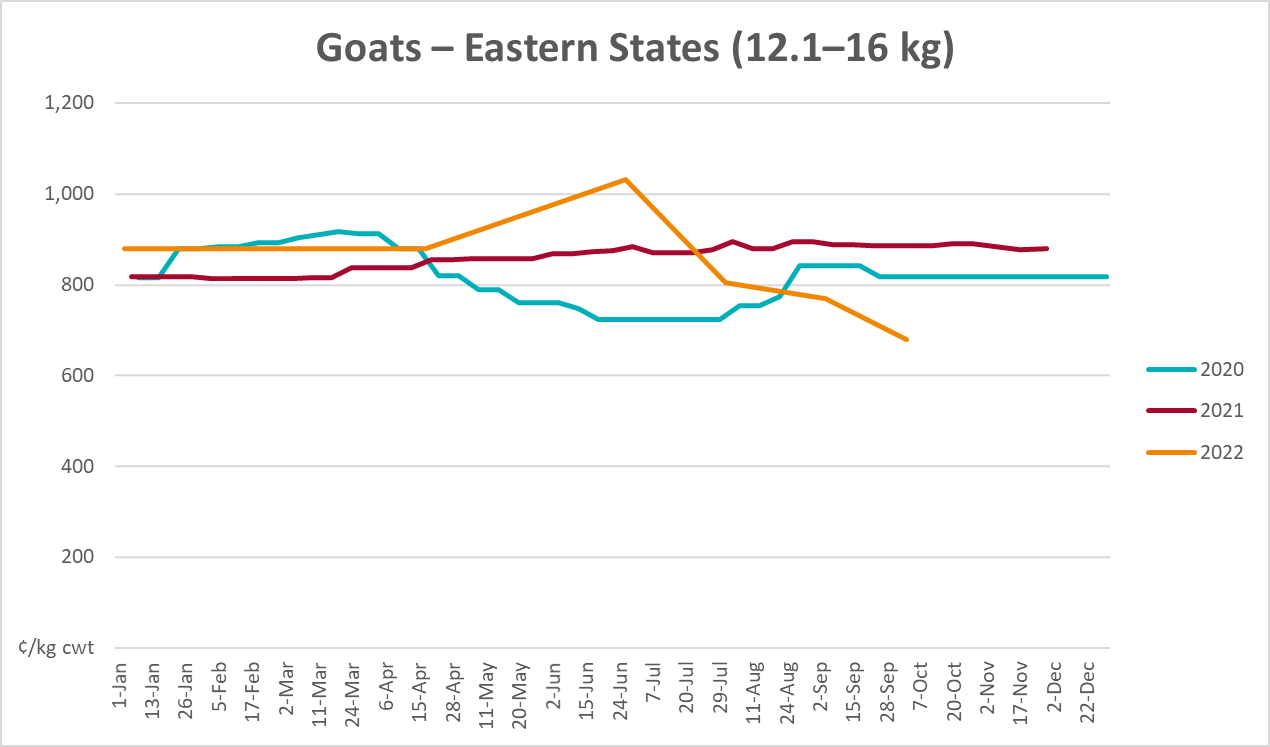 Goats – Eastern States (12.1–16 kg)
1,200
1,000
800
600
400
200
¢/kg cwt
1-Jan
13-Jan
26-Jan
5-Feb
17-Feb
2-Mar
11-Mar
24-Mar
6-Apr
15-Apr
28-Apr
11-May
20-May
2-Jun
15-Jun
24-Jun
7-Jul
20-Jul
29-Jul
11-Aug
24-Aug
2-Sep
15-Sep
28-Sep
7-Oct
20-Oct
2-Nov
17-Nov
2-Dec
22-Dec
2020
2021
2022